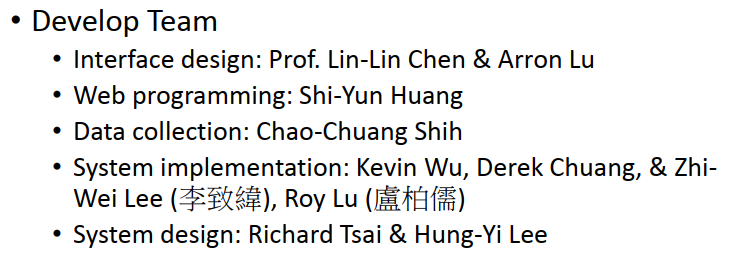 • Develop Team
• Interface design: Prof. Lin-Lin Chen & Arron Lu
• Web programming: Shi-Yun Huang
• Data collection: Chao-Chuang Shih
• System implementation: Kevin Wu, Derek Chuang, & Zhi-
Wei Lee (李致緯), Roy Lu (盧柏儒)
• System design: Richard Tsai & Hung-Yi Lee